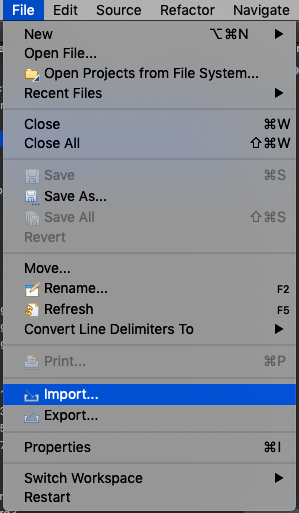 File Edit Source Refactor Navigate
New ⌥⌘N ▶
Open File...
Open Projects from File System...
Recent Files ▶
Close ⌘W
Close All ⇧⌘W
Save ⌘S
Save As...
Save All ⇧⌘S
Revert
Move...
Rename... F2
Refresh F5
Convert Line Delimiters To ▶
Print... ⌘P
Import...
Export...
Properties ⌘I
Switch Workspace ▶
Restart